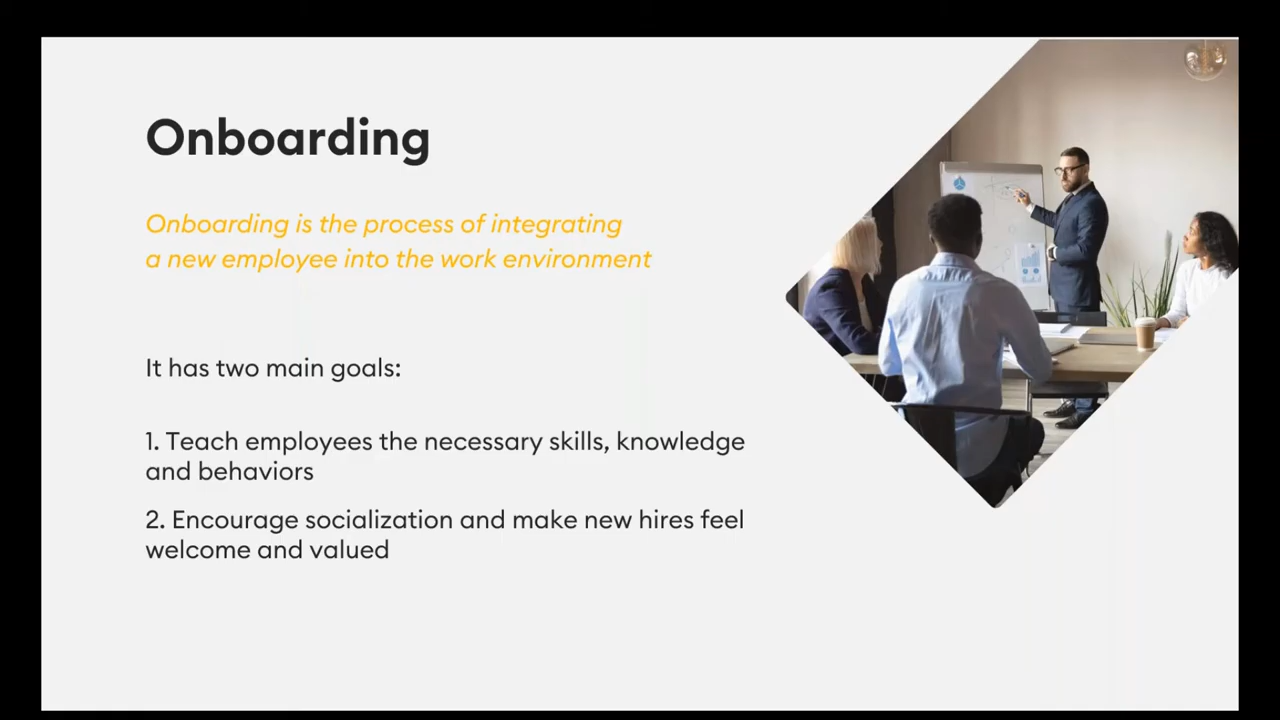 Onboarding
Onboarding is the process of integrating
a new employee into the work environment
It has two main goals:
1. Teach employees the necessary skills, knowledge
and behaviors
2. Encourage socialization and make new hires feel
welcome and valued